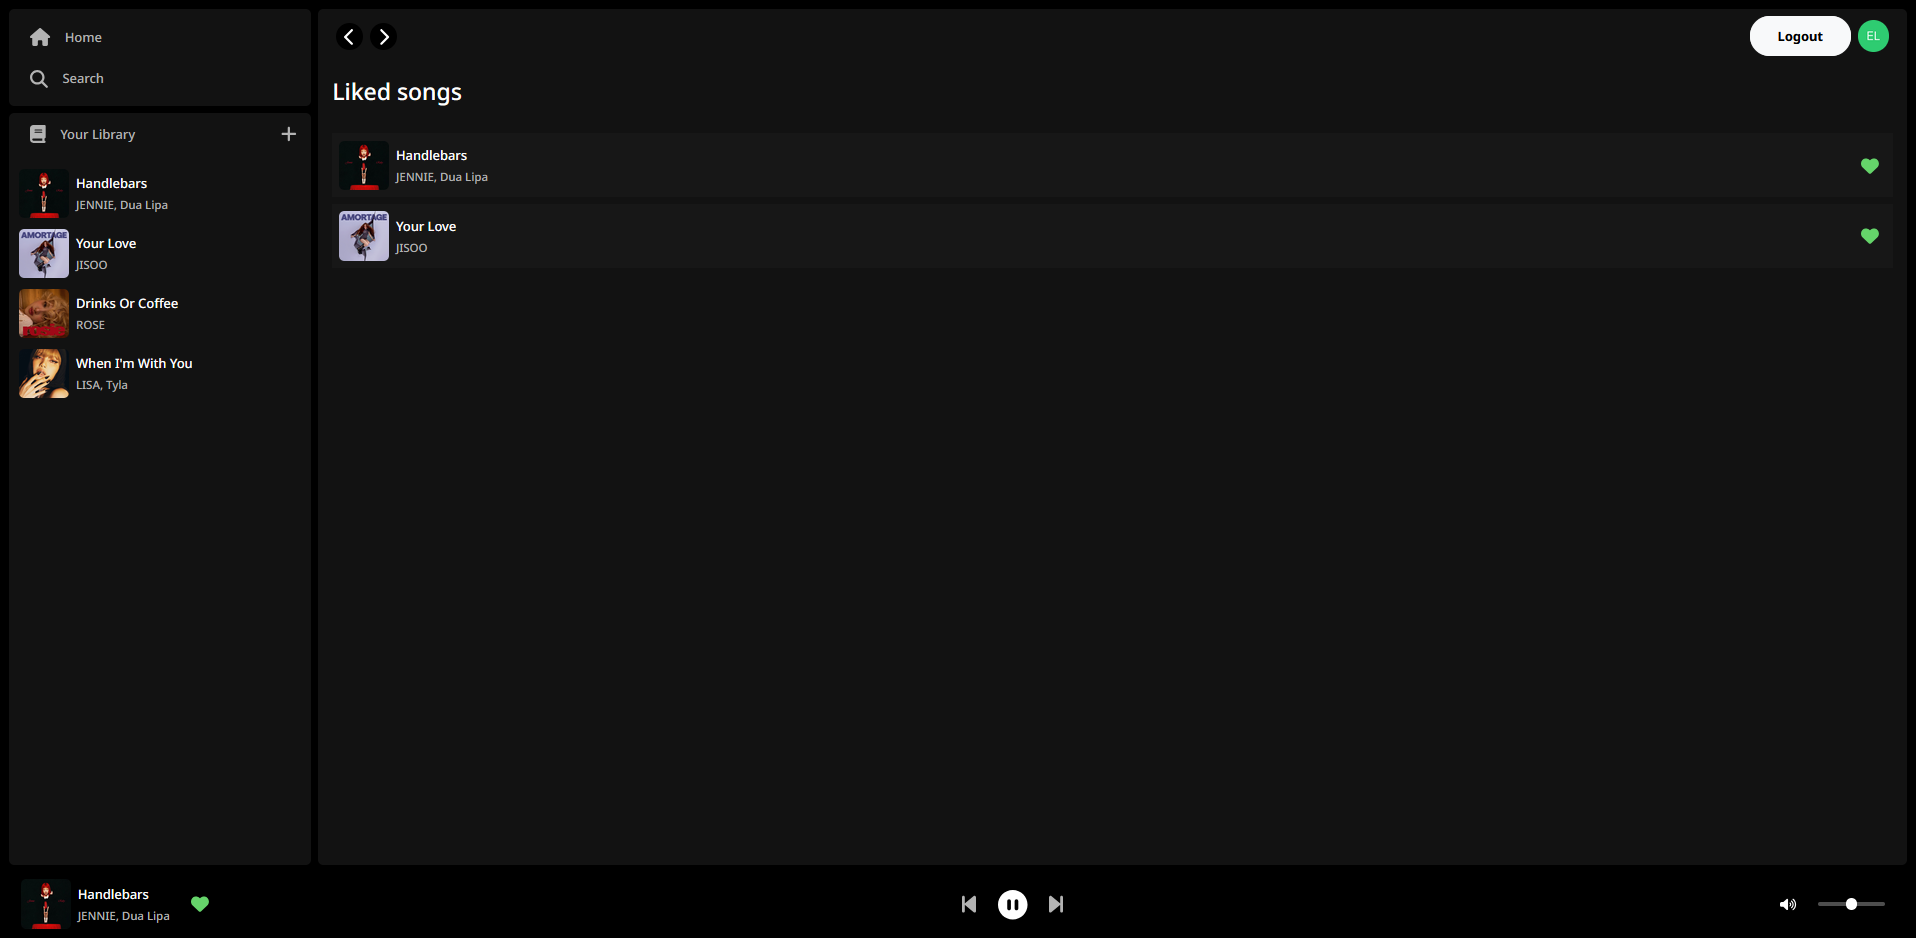 Home
Search
Your Library
Handlebars
JENNIE, Dua Lipa
AMORTAGE
Your Love
JISOO
Drinks Or Coffee
ROSE
When I'm With You
LISA, Tyla
Logout
EL
Liked songs
Handlebars
JENNIE, Dua Lipa
AMORTAGE
Your Love
JISOO
Handlebars
JENNIE, Dua Lipa